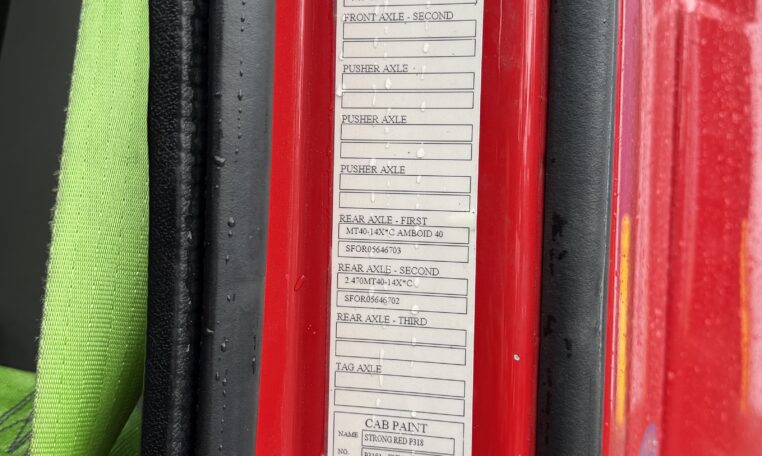 FRONT AXLE - SECOND
PUSHER AXLE
PUSHER AXLE
PUSHER AXLE
REAR AXLE - FIRST
MT40-14X*C AMBOID 40
SFOR05646703
REAR AXLE - SECOND
2.470MT40-14X*C
SFOR05646702
REAR AXLE - THIRD
TAG AXLE
CAB PAINT
NAME STRONG RED P318
NO.